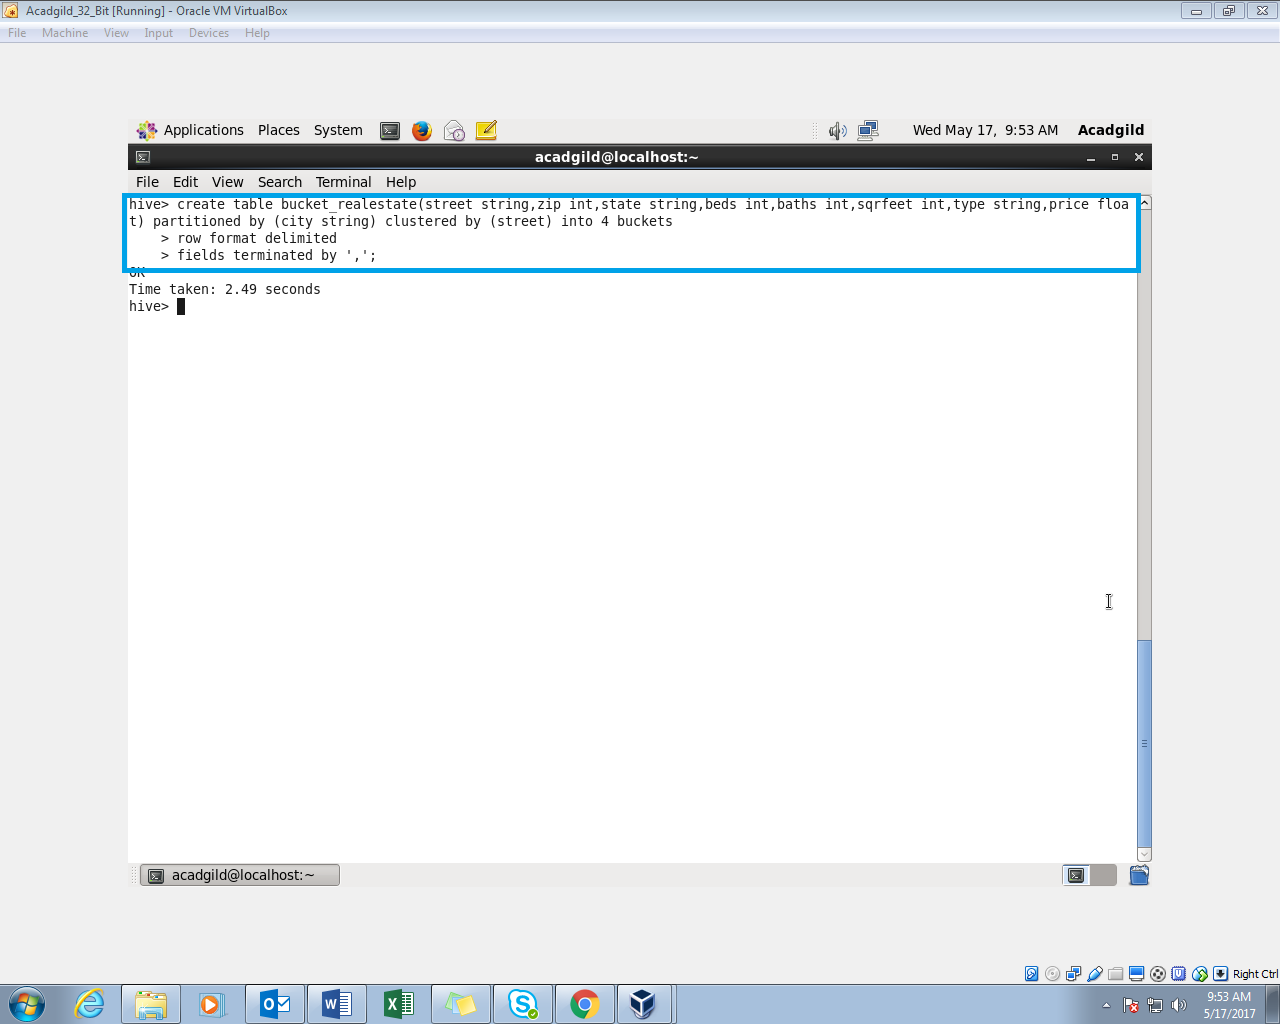 Acadgild_32_Bit [Running] - Oracle VM VirtualBox
File Machine View Input Devices Help
Applications Places System Wed May 17, 9:53 AM Acadgild
acadgild@localhost:~
File Edit View Search Terminal Help
hive> create table bucket_realestate(street string,zip int,state string,beds int,baths int,sqrfeet int,type string,price floa
t) partitioned by (city string) clustered by (street) into 4 buckets
    > row format delimited
    > fields terminated by ',';
OK
Time taken: 2.49 seconds
hive>
acadgild@localhost:~
Right Ctrl
9:53 AM
5/17/2017